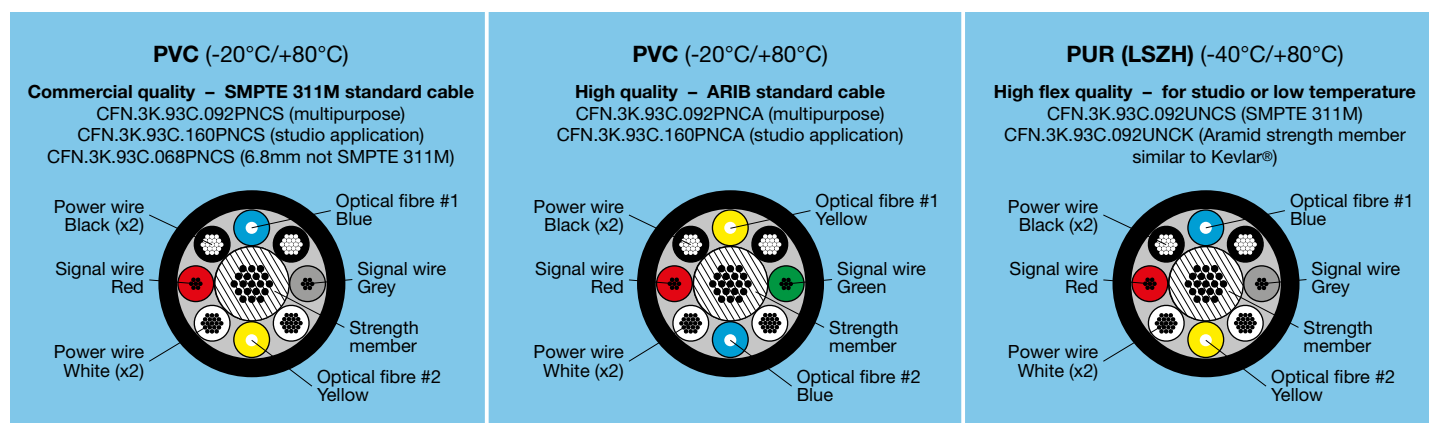 PVC (-20°C/+80°C)
Commercial quality – SMPTE 311M standard cable
CFN.3K.93C.092PNCS (multipurpose)
CFN.3K.93C.160PNCS (studio application)
CFN.3K.93C.068PNCS (6.8mm not SMPTE 311M)
Power wire
Black (x2)
Optical fibre #1
Blue
Signal wire
Red
Signal wire
Grey
Strength
member
Power wire
White (x2)
Optical fibre #2
Yellow
PVC (-20°C/+80°C)
High quality – ARIB standard cable
CFN.3K.93C.092PNCA (multipurpose)
CFN.3K.93C.160PNCA (studio application)
Power wire
Black (x2)
Optical fibre #1
Yellow
Signal wire
Red
Signal wire
Green
Strength
member
Power wire
White (x2)
Optical fibre #2
Blue
PUR (LSZH) (-40°C/+80°C)
High flex quality – for studio or low temperature
CFN.3K.93C.092UNCS (SMPTE 311M)
CFN.3K.93C.092UNCK (Aramid strength member
similar to Kevlar®)
Power wire
Black (x2)
Optical fibre #1
Blue
Signal wire
Red
Signal wire
Grey
Strength
member
Power wire
White (x2)
Optical fibre #2
Yellow